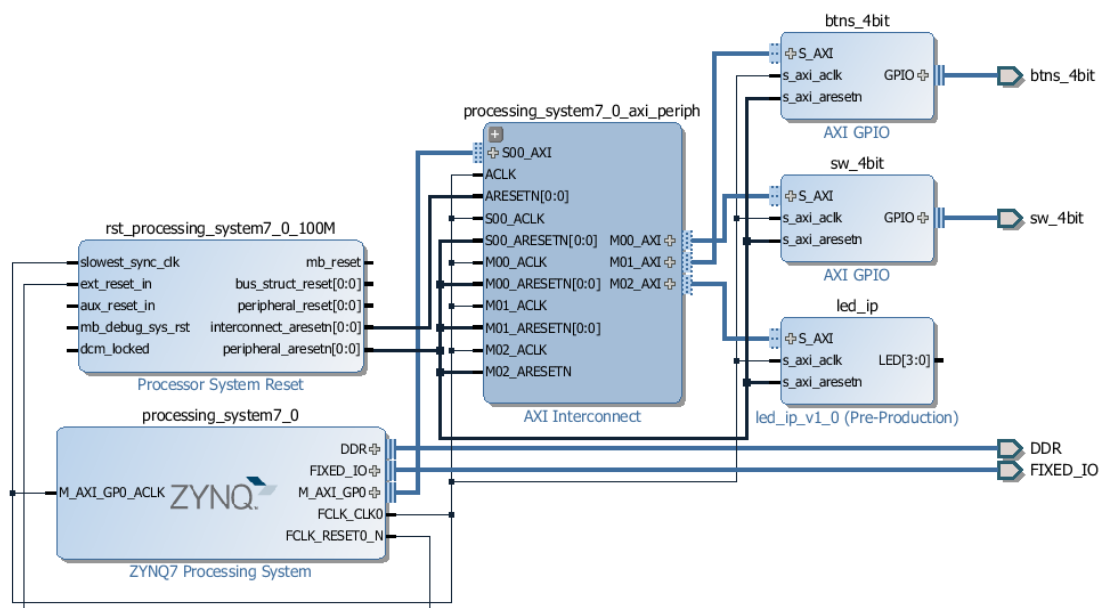 btns_4bit
S_AXI
s_axi_aclk
s_axi_aresetn
GPIO
btns_4bit
AXI GPIO
processing_system7_0_axi_periph
S00_AXI
ACLK
ARESETN[0:0]
S00_ACLK
S00_ARESETN[0:0]
M00_ACLK
M00_ARESETN[0:0]
M01_ACLK
M01_ARESETN[0:0]
M02_ACLK
M02_ARESETN
M00_AXI
M01_AXI
M02_AXI
AXI Interconnect
sw_4bit
S_AXI
s_axi_aclk
s_axi_aresetn
GPIO
sw_4bit
AXI GPIO
rst_processing_system7_0_100M
slowest_sync_clk
ext_reset_in
aux_reset_in
mb_debug_sys_rst
dcm_locked
mb_reset
bus_struct_reset[0:0]
peripheral_reset[0:0]
interconnect_aresetn[0:0]
peripheral_aresetn[0:0]
Processor System Reset
led_ip
S_AXI
s_axi_aclk
s_axi_aresetn
LED[3:0]
led_ip_v1_0 (Pre-Production)
processing_system7_0
M_AXI_GP0_ACLK
ZYNQ
DDR
FIXED_IO
M_AXI_GP0
FCLK_CLK0
FCLK_RESET0_N
ZYNQ7 Processing System
DDR
FIXED_IO